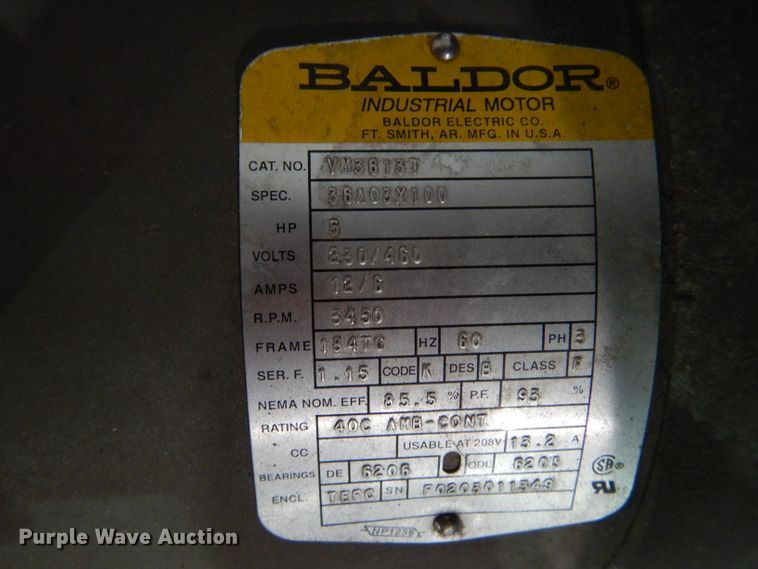 BALDOR®
INDUSTRIAL MOTOR
BALDOR ELECTRIC CO.
FT. SMITH, AR. MFG. IN U.S.A.
CAT. NO. VM3613T
SPEC. 36A03X100
HP 5
VOLTS 230/460
AMPS 12/6
R.P.M. 3450
FRAME 184TC HZ 60 PH 3
SER. F. 1.15 CODE K DES B CLASS F
NEMA NOM. EFF. 85.5 % P.F. 95 %
RATING 40C AMB-CONT
CC USABLE AT 208V 13.2 A
BEARINGS DE 6206 ODE 6205
ENCL. TEFC SN F0203011349
SA ®
NP1256
Purple Wave Auction